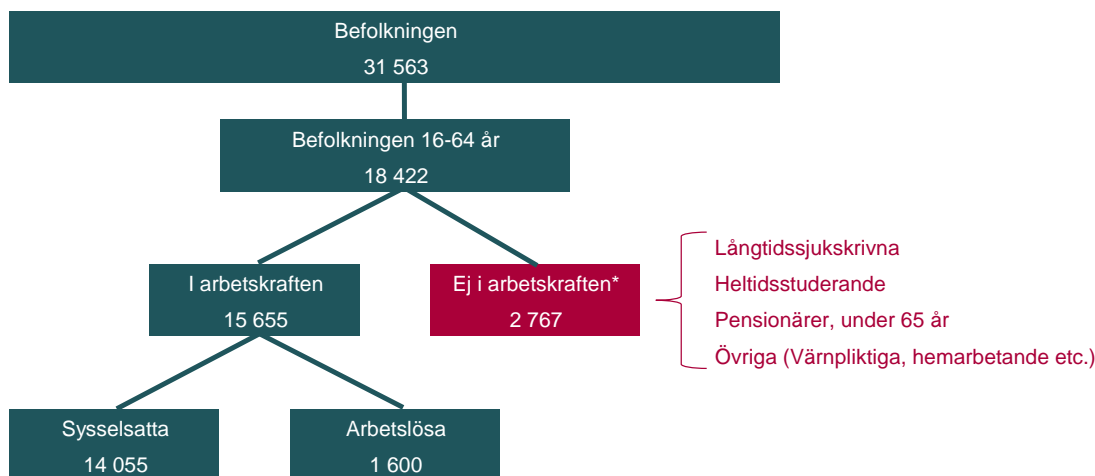 Befolkningen
31 563
Befolkningen 16-64 år
18 422
I arbetskraften
15 655
Ej i arbetskraften*
2 767
Långtidssjukskrivna
Heltidsstuderande
Pensionärer, under 65 år
Övriga (Värnpliktiga, hemarbetande etc.)
Sysselsatta
14 055
Arbetslösa
1 600